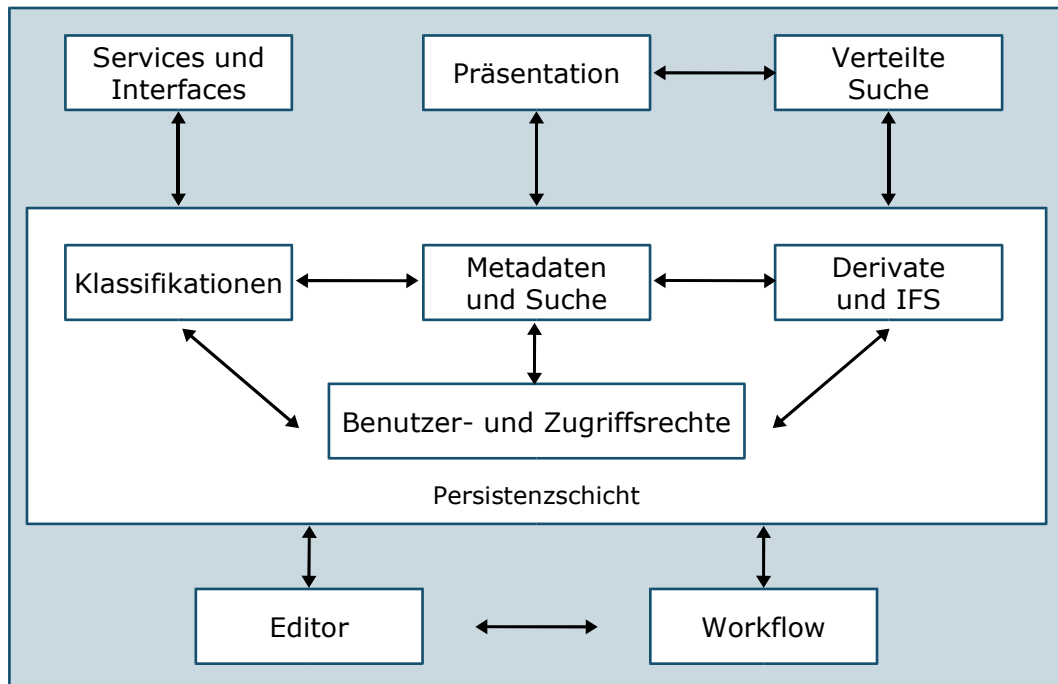 Services und
Interfaces
Präsentation
Verteilte
Suche
Klassifikationen
Metadaten
und Suche
Derivate
und IFS
Benutzer- und Zugriffsrechte
Persistenzschicht
Editor
Workflow